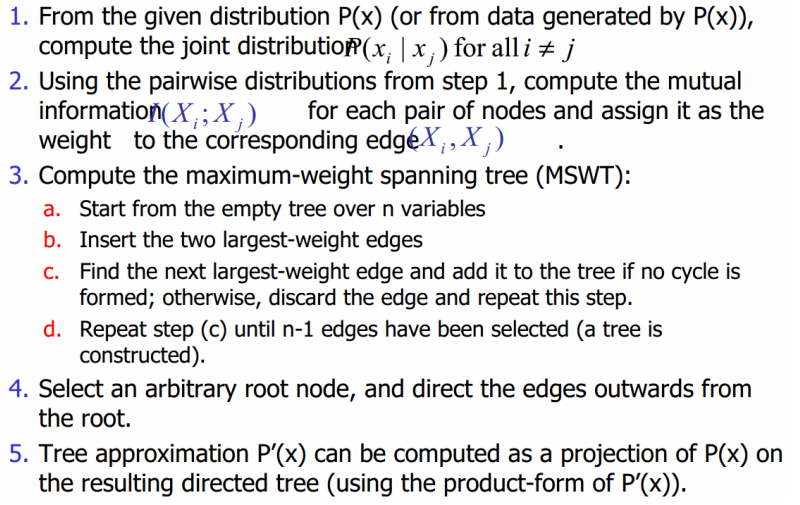 1. From the given distribution P(x) (or from data generated by P(x)),
compute the joint distribution P(x_i | x_j) for all i ≠ j
2. Using the pairwise distributions from step 1, compute the mutual
information I(X_i; X_j) for each pair of nodes and assign it as the
weight to the corresponding edge (X_i, X_j) .
3. Compute the maximum-weight spanning tree (MSWT):
a. Start from the empty tree over n variables
b. Insert the two largest-weight edges
c. Find the next largest-weight edge and add it to the tree if no cycle is
formed; otherwise, discard the edge and repeat this step.
d. Repeat step (c) until n-1 edges have been selected (a tree is
constructed).
4. Select an arbitrary root node, and direct the edges outwards from
the root.
5. Tree approximation P'(x) can be computed as a projection of P(x) on
the resulting directed tree (using the product-form of P'(x)).